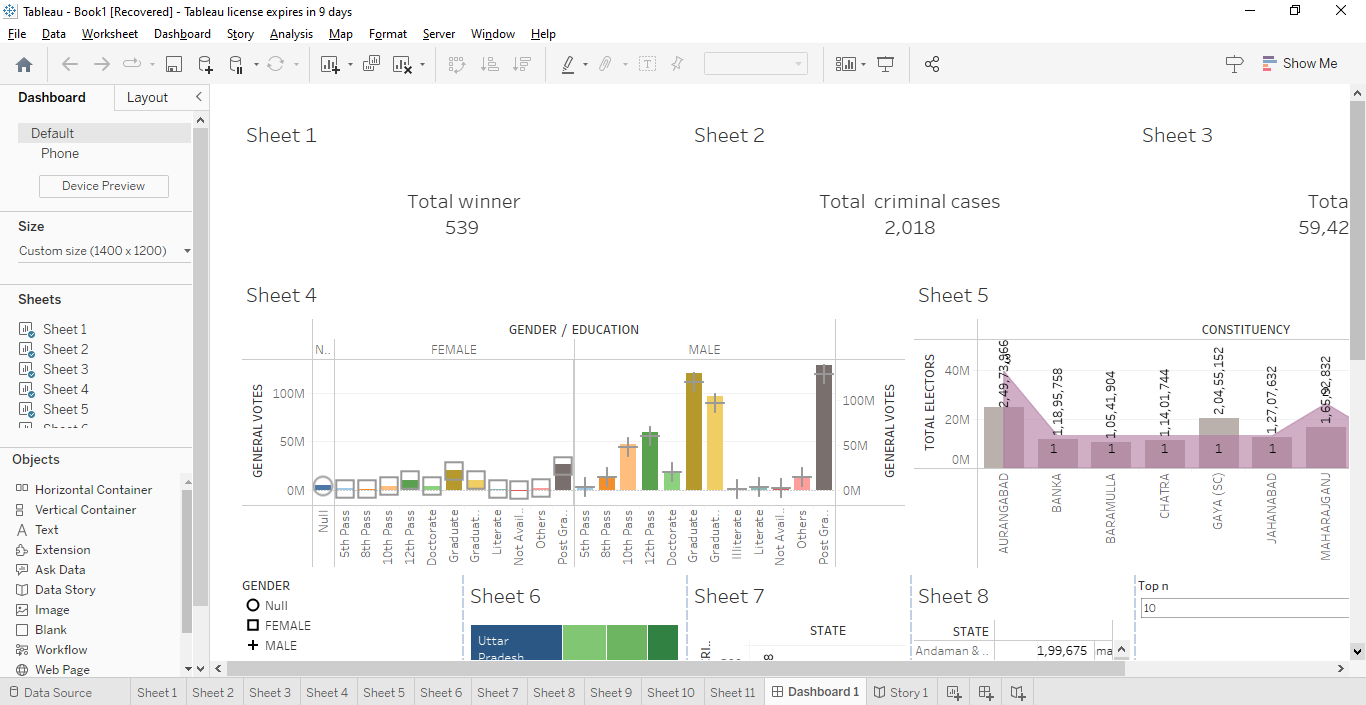 Tableau - Book1 [Recovered] - Tableau license expires in 9 days
File Data Worksheet Dashboard Story Analysis Map Format Server Window Help
Show Me
Dashboard Layout
Default
Phone
Device Preview
Size
Custom size (1400 x 1200)
Sheets
Sheet 1
Sheet 2
Sheet 3
Sheet 4
Sheet 5
Objects
Horizontal Container
Vertical Container
Text
Extension
Ask Data
Data Story
Image
Blank
Workflow
Web Page
Sheet 1
Total winner
539
Sheet 2
Total criminal cases
2,018
Sheet 3
Tota
59,42
Sheet 4
GENDER / EDUCATION
N.. FEMALE MALE
GENERAL VOTES
100M
50M
0M
GENERAL VOTES
100M
50M
0M
Null 5th Pass 8th Pass 10th Pass 12th Pass Doctorate Graduate Graduat.. Literate Not Avail.. Others Post Gra.. 5th Pass 8th Pass 10th Pass 12th Pass Doctorate Graduate Graduat.. Illiterate Literate Not Avail.. Others Post Gra..
Sheet 5
CONSTITUENCY
TOTAL ELECTORS
40M
20M
0M
2,49,73,966 1,18,95,758 1,05,41,904 1,14,01,744 2,04,55,152 1,27,07,632 1,65,92,832
3 1 1 1 1 1
AURANGABAD BANKA BARAMULLA CHATRA GAYA (SC) JAHANABAD MAHARAJGANJ
GENDER
Null
FEMALE
MALE
Sheet 6
Uttar
Pradesh
Sheet 7
STATE
Sheet 8
STATE
Andaman & .. 1,99,675 ma
Top n
10
Data Source Sheet 1 Sheet 2 Sheet 3 Sheet 4 Sheet 5 Sheet 6 Sheet 7 Sheet 8 Sheet 9 Sheet 10 Sheet 11 Dashboard 1 Story 1